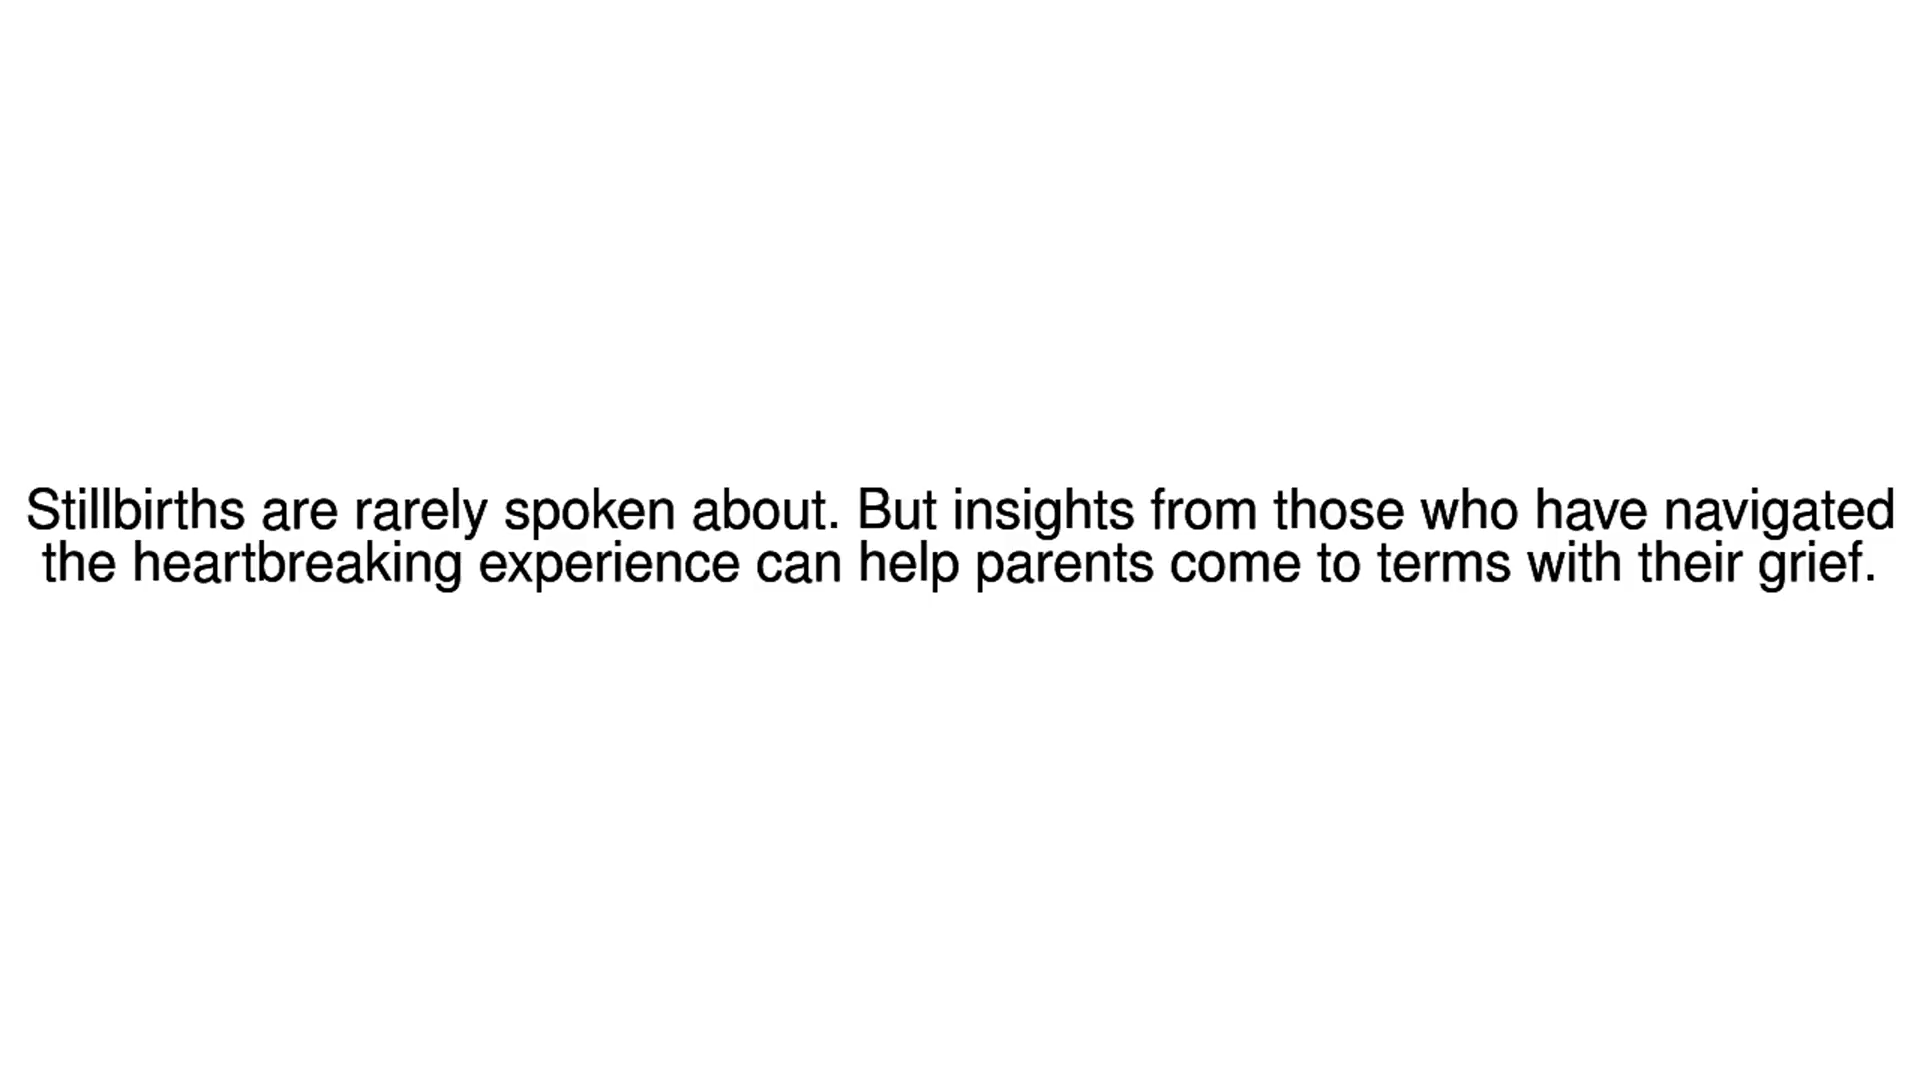 Stillbirths are rarely spoken about. But insights from those who have navigated
the heartbreaking experience can help parents come to terms with their grief.